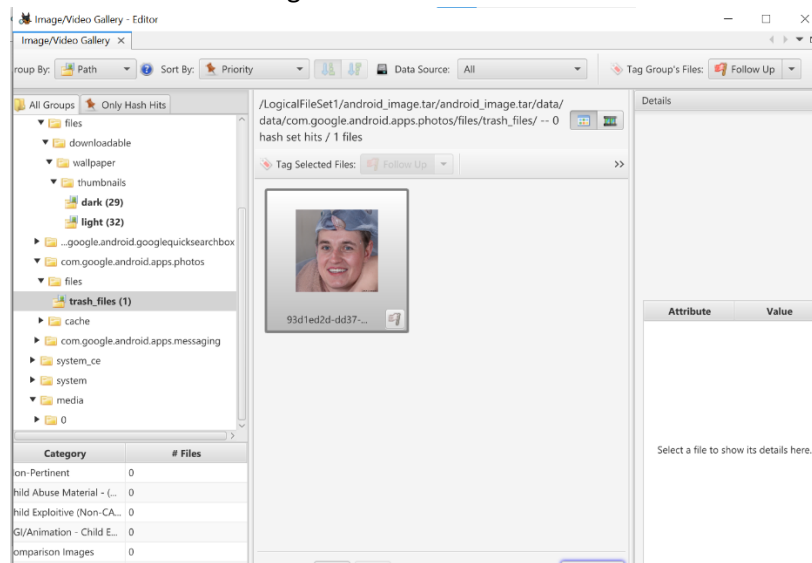 Image/Video Gallery - Editor
Image/Video Gallery ×
roup By: Path Sort By: Priority Data Source: All Tag Group's Files: Follow Up
All Groups Only Hash Hits
files
downloadable
wallpaper
thumbnails
dark (29)
light (32)
...google.android.googlequicksearchbox
com.google.android.apps.photos
files
trash_files (1)
cache
com.google.android.apps.messaging
system_ce
system
media
0
Category # Files
on-Pertinent 0
hild Abuse Material - (... 0
hild Exploitive (Non-CA... 0
GI/Animation - Child E... 0
omparison Images 0
/LogicalFileSet1/android_image.tar/android_image.tar/data/
data/com.google.android.apps.photos/files/trash_files/ -- 0
hash set hits / 1 files
Tag Selected Files: Follow Up >>
93d1ed2d-dd37-...
Details
Attribute Value
Select a file to show its details here.